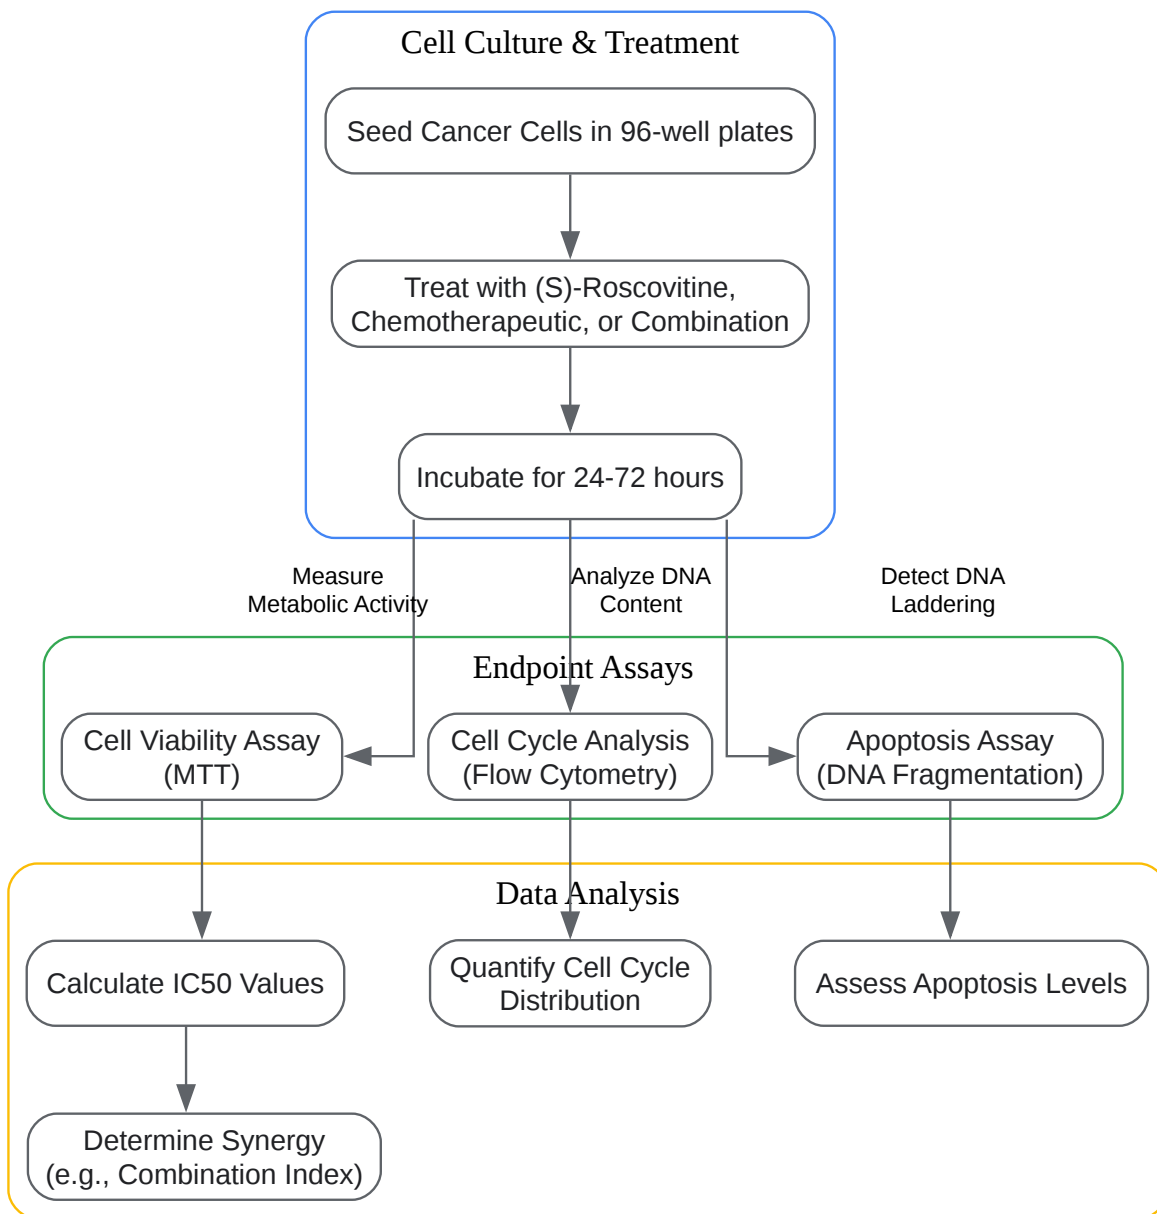 Cell Culture & Treatment
Seed Cancer Cells in 96-well plates
Treat with (S)-Roscovitine,
Chemotherapeutic, or Combination
Incubate for 24-72 hours
Measure
Metabolic Activity
Analyze DNA
Content
Detect DNA
Laddering
Endpoint Assays
Cell Viability Assay
(MTT)
Cell Cycle Analysis
(Flow Cytometry)
Apoptosis Assay
(DNA Fragmentation)
Data Analysis
Calculate IC50 Values
Quantify Cell Cycle
Distribution
Assess Apoptosis Levels
Determine Synergy
(e.g., Combination Index)